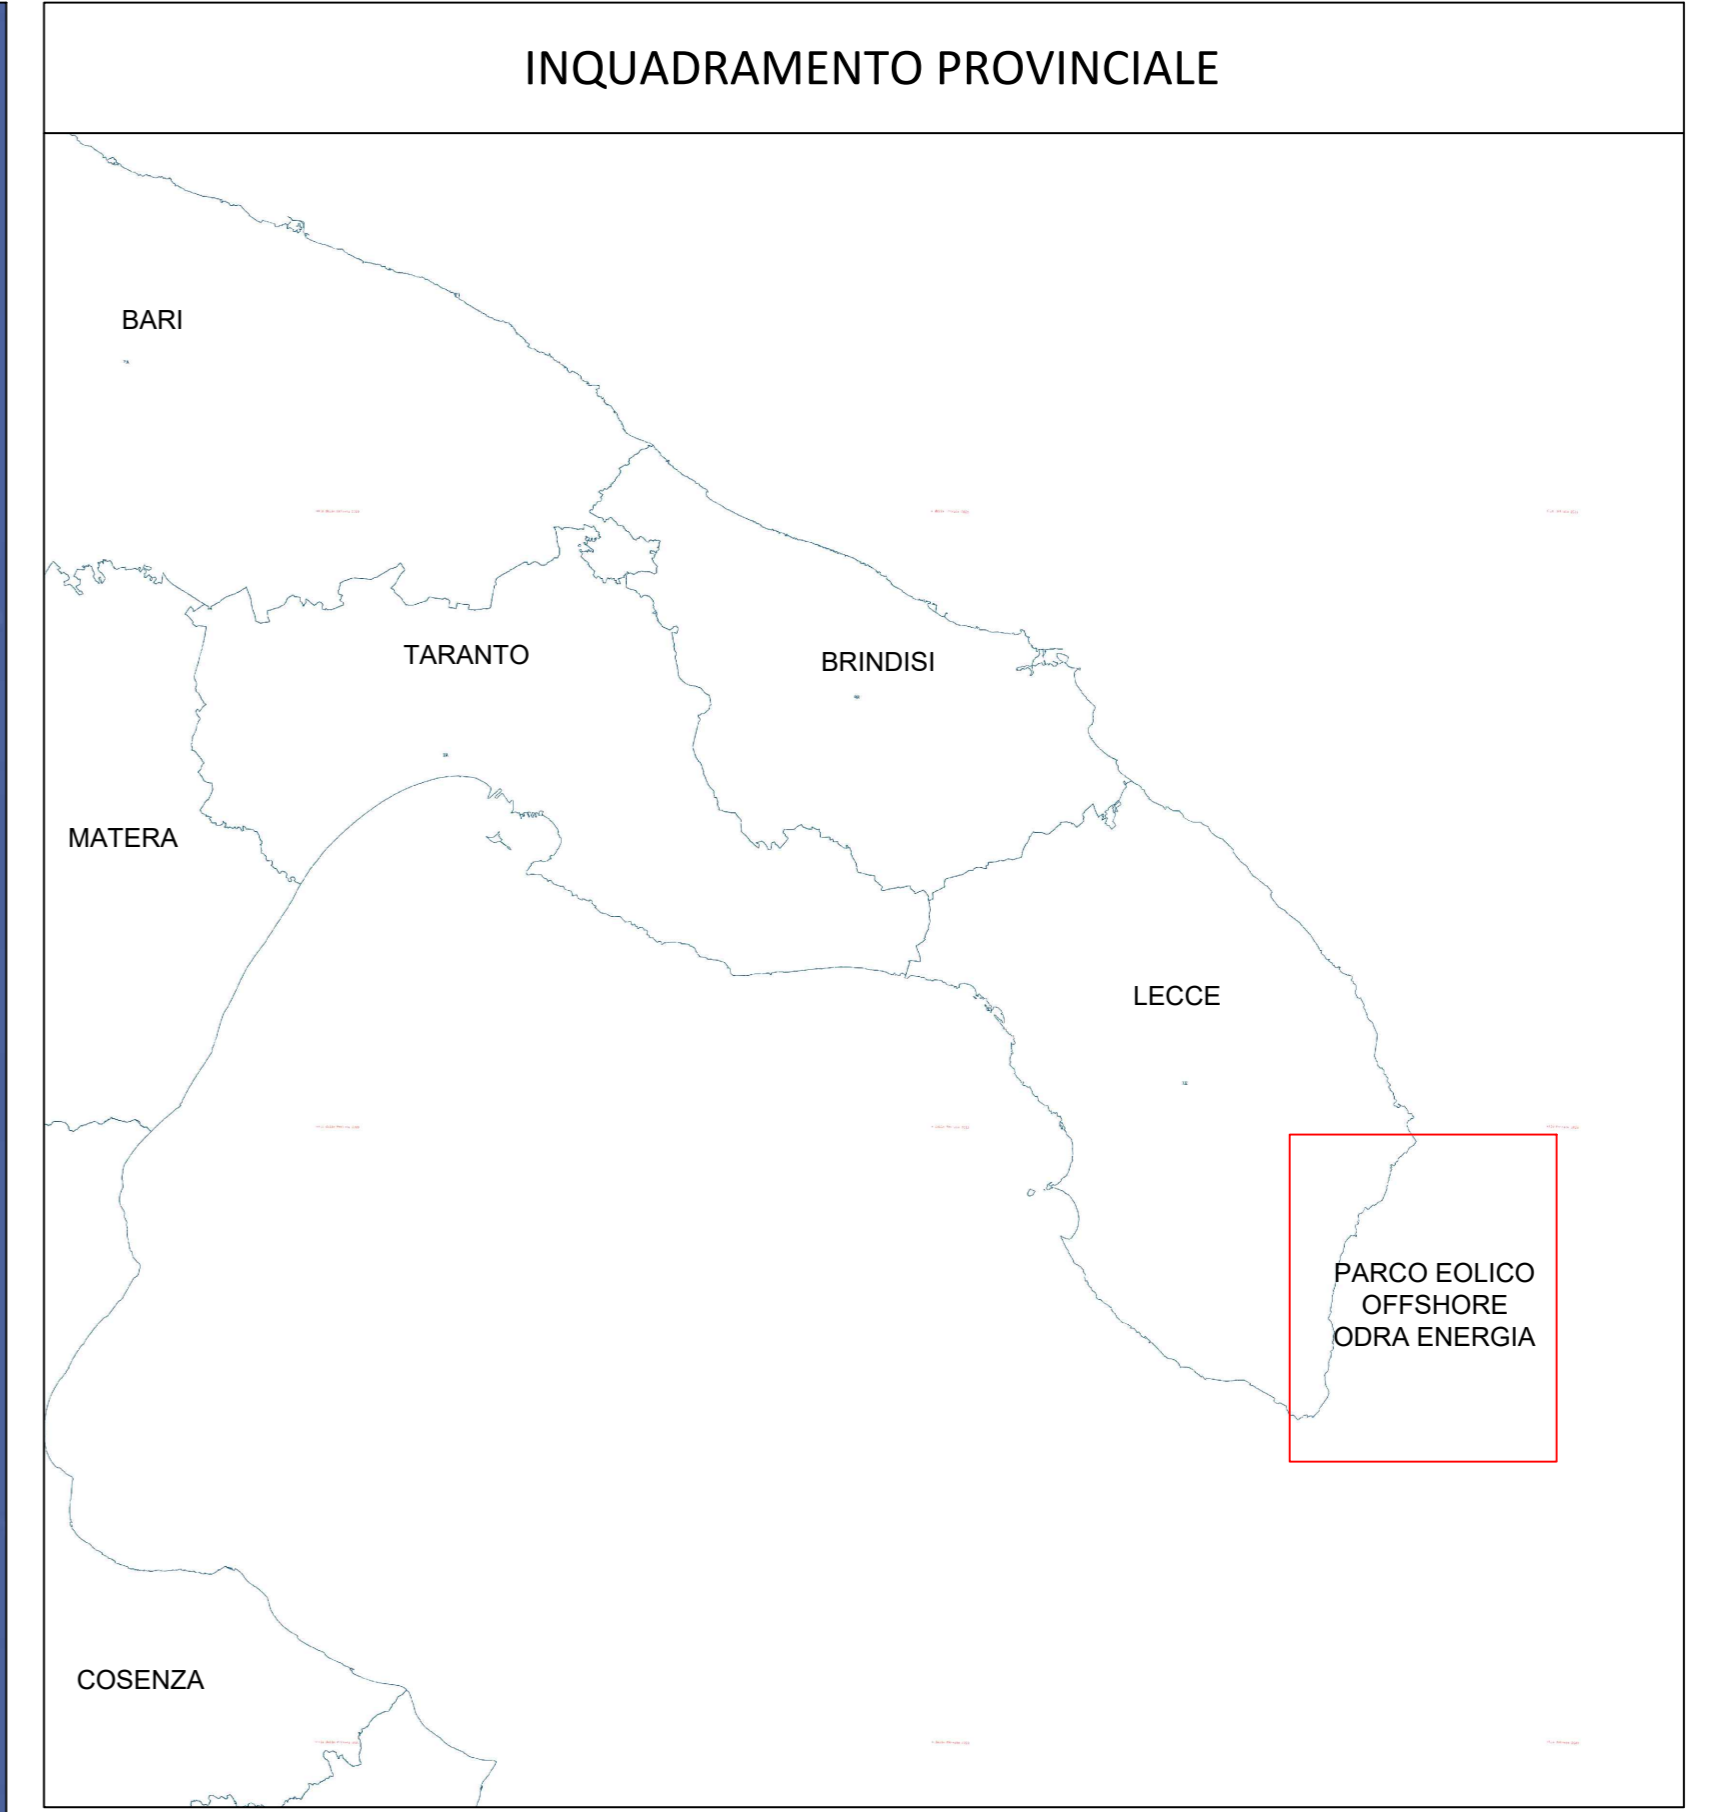 INQUADRAMENTO PROVINCIALE
BARI
TARANTO
BRINDISI
MATERA
LECCE
PARCO EOLICO
OFFSHORE
ODRA ENERGIA
COSENZA